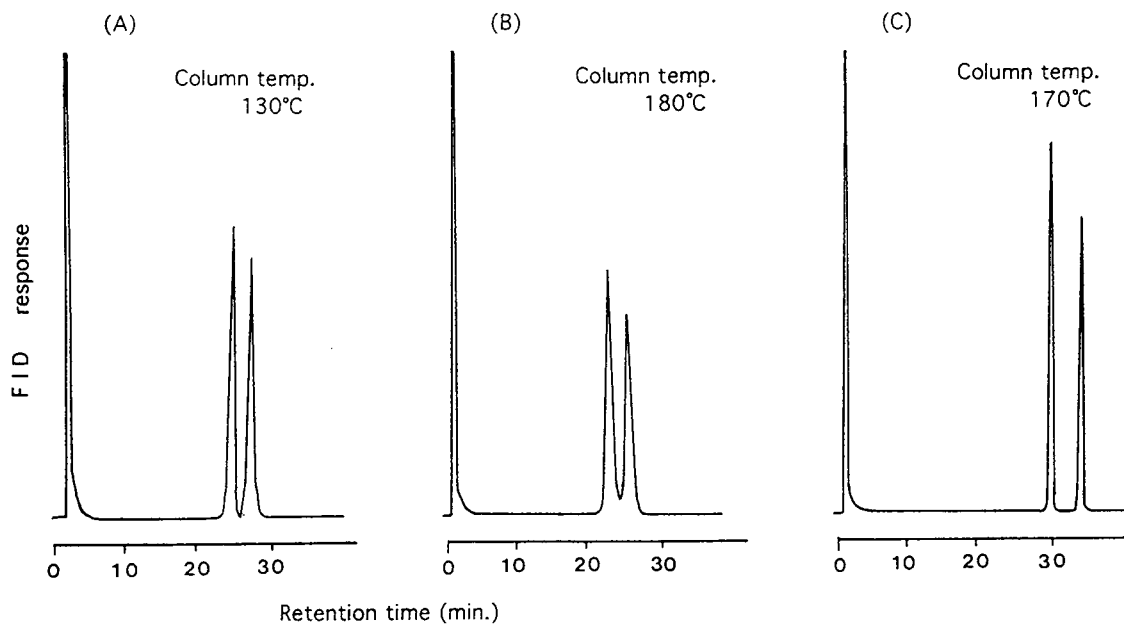 (A)
(B)
(C)
Column temp.
130°C
Column temp.
180°C
Column temp.
170°C
FID response
0 10 20 30
0 10 20 30
0 10 20 30
Retention time (min.)